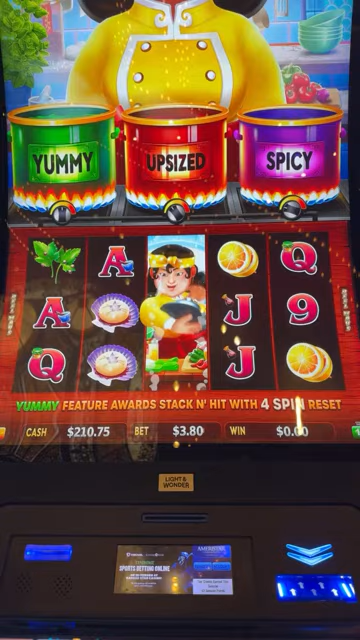 YUMMY
UPSIZED
SPICY
A
Q
A
J
9
Q
J
YUMMY FEATURE AWARDS STACK N' HIT WITH 4 SPIN RESET
CASH $210.75 BET $3.80 WIN $0.00
LIGHT & WONDER
SPORTS BETTING ONLINE
AMERISTAR